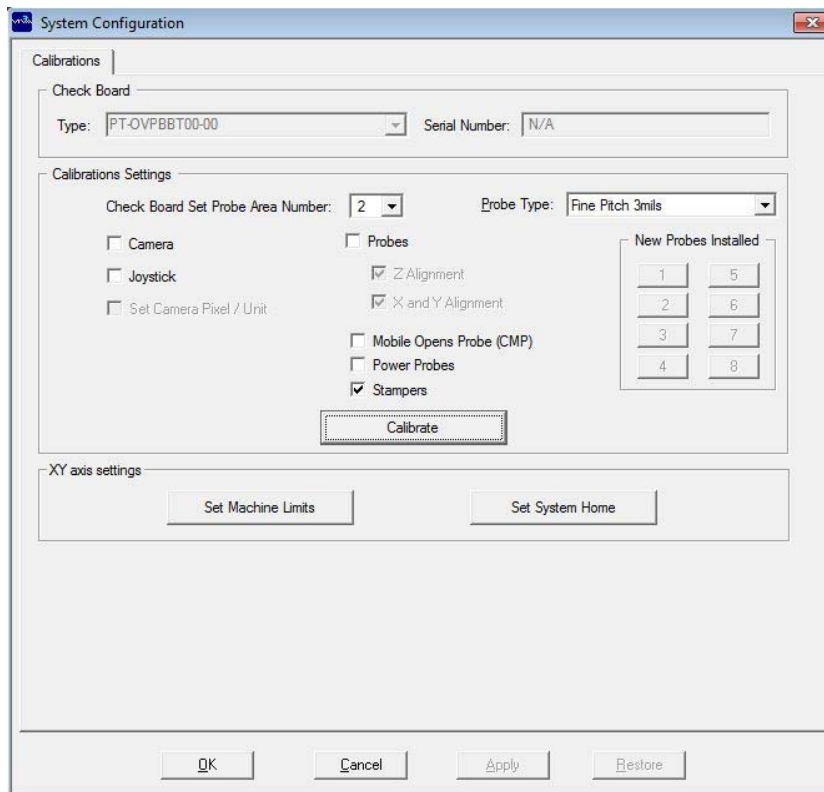 System Configuration
Calibrations
Check Board
Type: PT-OVPBBT00-00 Serial Number: N/A
Calibrations Settings
Check Board Set Probe Area Number: 2 Probe Type: Fine Pitch 3mils
Camera Probes New Probes Installed
Joystick Z Alignment 1 5
Set Camera Pixel / Unit X and Y Alignment 2 6
Mobile Opens Probe (CMP) 3 7
Power Probes 4 8
Stampers
Calibrate
XY axis settings
Set Machine Limits Set System Home
OK Cancel Apply Restore